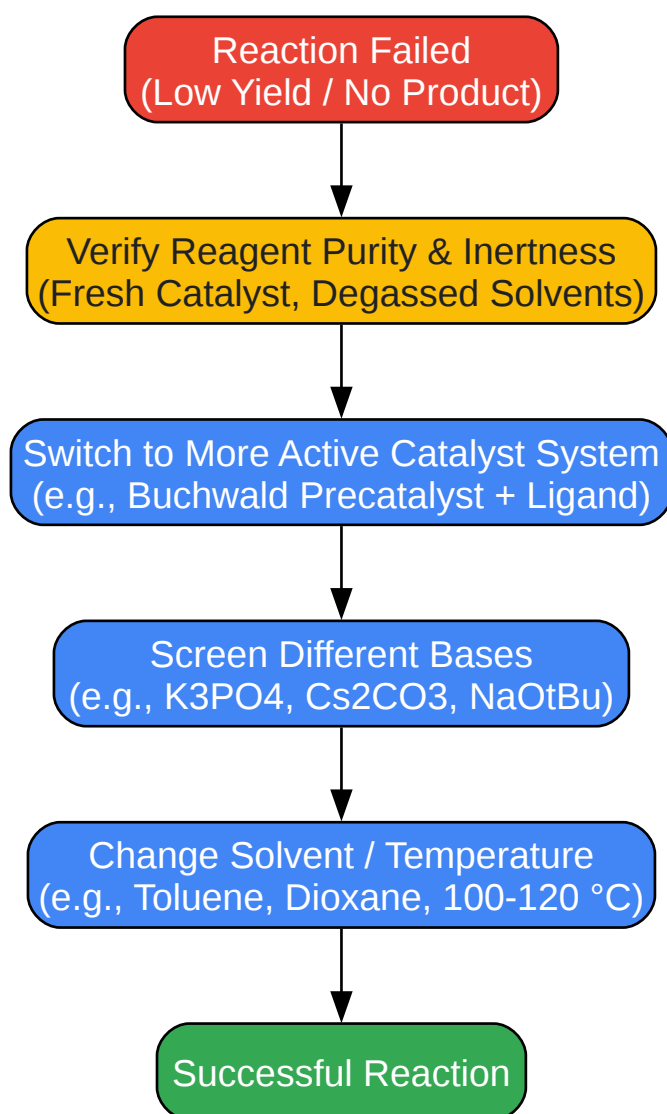 Reaction Failed
(Low Yield / No Product)
Verify Reagent Purity & Inertness
(Fresh Catalyst, Degassed Solvents)
Switch to More Active Catalyst System
(e.g., Buchwald Precatalyst + Ligand)
Screen Different Bases
(e.g., K3PO4, Cs2CO3, NaOtBu)
Change Solvent / Temperature
(e.g., Toluene, Dioxane, 100-120 °C)
Successful Reaction